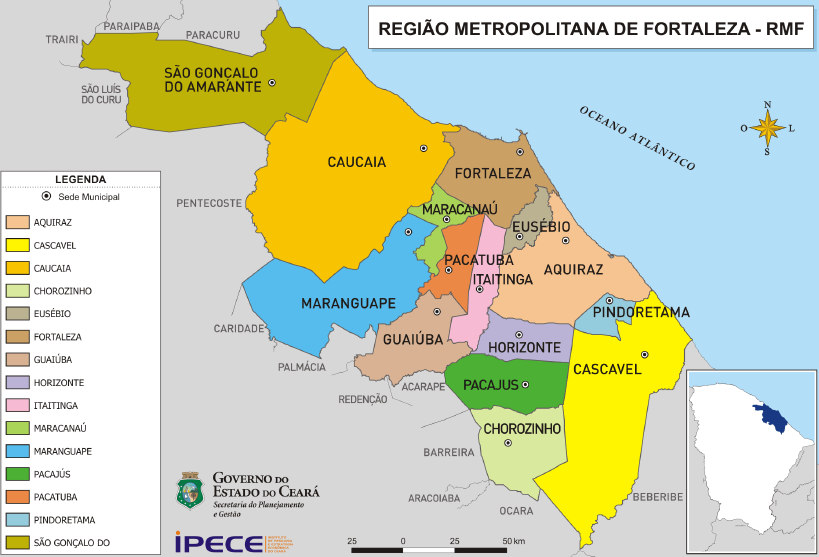 REGIÃO METROPOLITANA DE FORTALEZA - RMF
PARAIPABA
TRAIRI
PARACURU
SÃO GONÇALO
DO AMARANTE
SÃO LUÍS
DO CURU
OCEANO ATLÂNTICO
N
O
L
S
CAUCAIA
FORTALEZA
LEGENDA
Sede Municipal
AQUIRAZ
CASCAVEL
CAUCAIA
CHOROZINHO
EUSÉBIO
FORTALEZA
GUAIÚBA
HORIZONTE
ITAITINGA
MARACANAÚ
MARANGUAPE
PACAJÚS
PACATUBA
PINDORETAMA
SÃO GONÇALO DO
PENTECOSTE
MARACANAÚ
EUSÉBIO
PACATUBA
AQUIRAZ
ITAITINGA
MARANGUAPE
PINDORETAMA
CARIDADE
GUAIÚBA
HORIZONTE
PALMÁCIA
CASCAVEL
ACARAPE
PACAJUS
REDENÇÃO
CHOROZINHO
BARREIRA
ARACOIABA
OCARA
BEBERIBE
GOVERNO DO
ESTADO DO CEARÁ
Secretaria do Planejamento
e Gestão
IPECE
25
0
25
50 km